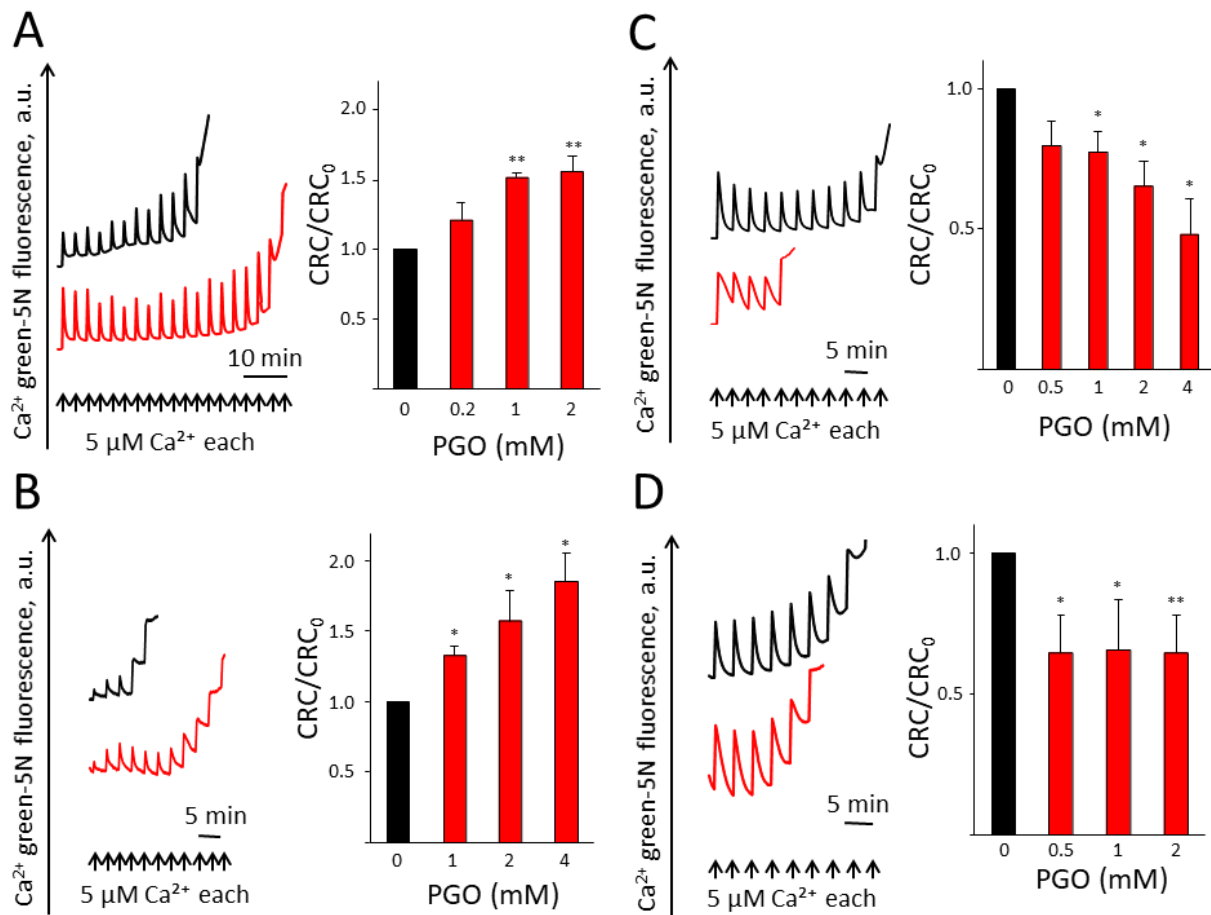 A
Ca²⁺ green-5N fluorescence, a.u.
10 min
5 µM Ca²⁺ each
CRC/CRC₀
2.0
1.5
1.0
0.5
** **
0 0.2 1 2
PGO (mM)
C
Ca²⁺ green-5N fluorescence, a.u.
5 min
5 µM Ca²⁺ each
CRC/CRC₀
1.0
0.5
* * *
0 0.5 1 2 4
PGO (mM)
B
Ca²⁺ green-5N fluorescence, a.u.
5 min
5 µM Ca²⁺ each
CRC/CRC₀
2.0
1.5
1.0
0.5
* * *
0 1 2 4
PGO (mM)
D
Ca²⁺ green-5N fluorescence, a.u.
5 min
5 µM Ca²⁺ each
CRC/CRC₀
1.0
0.5
* * **
0 0.5 1 2
PGO (mM)